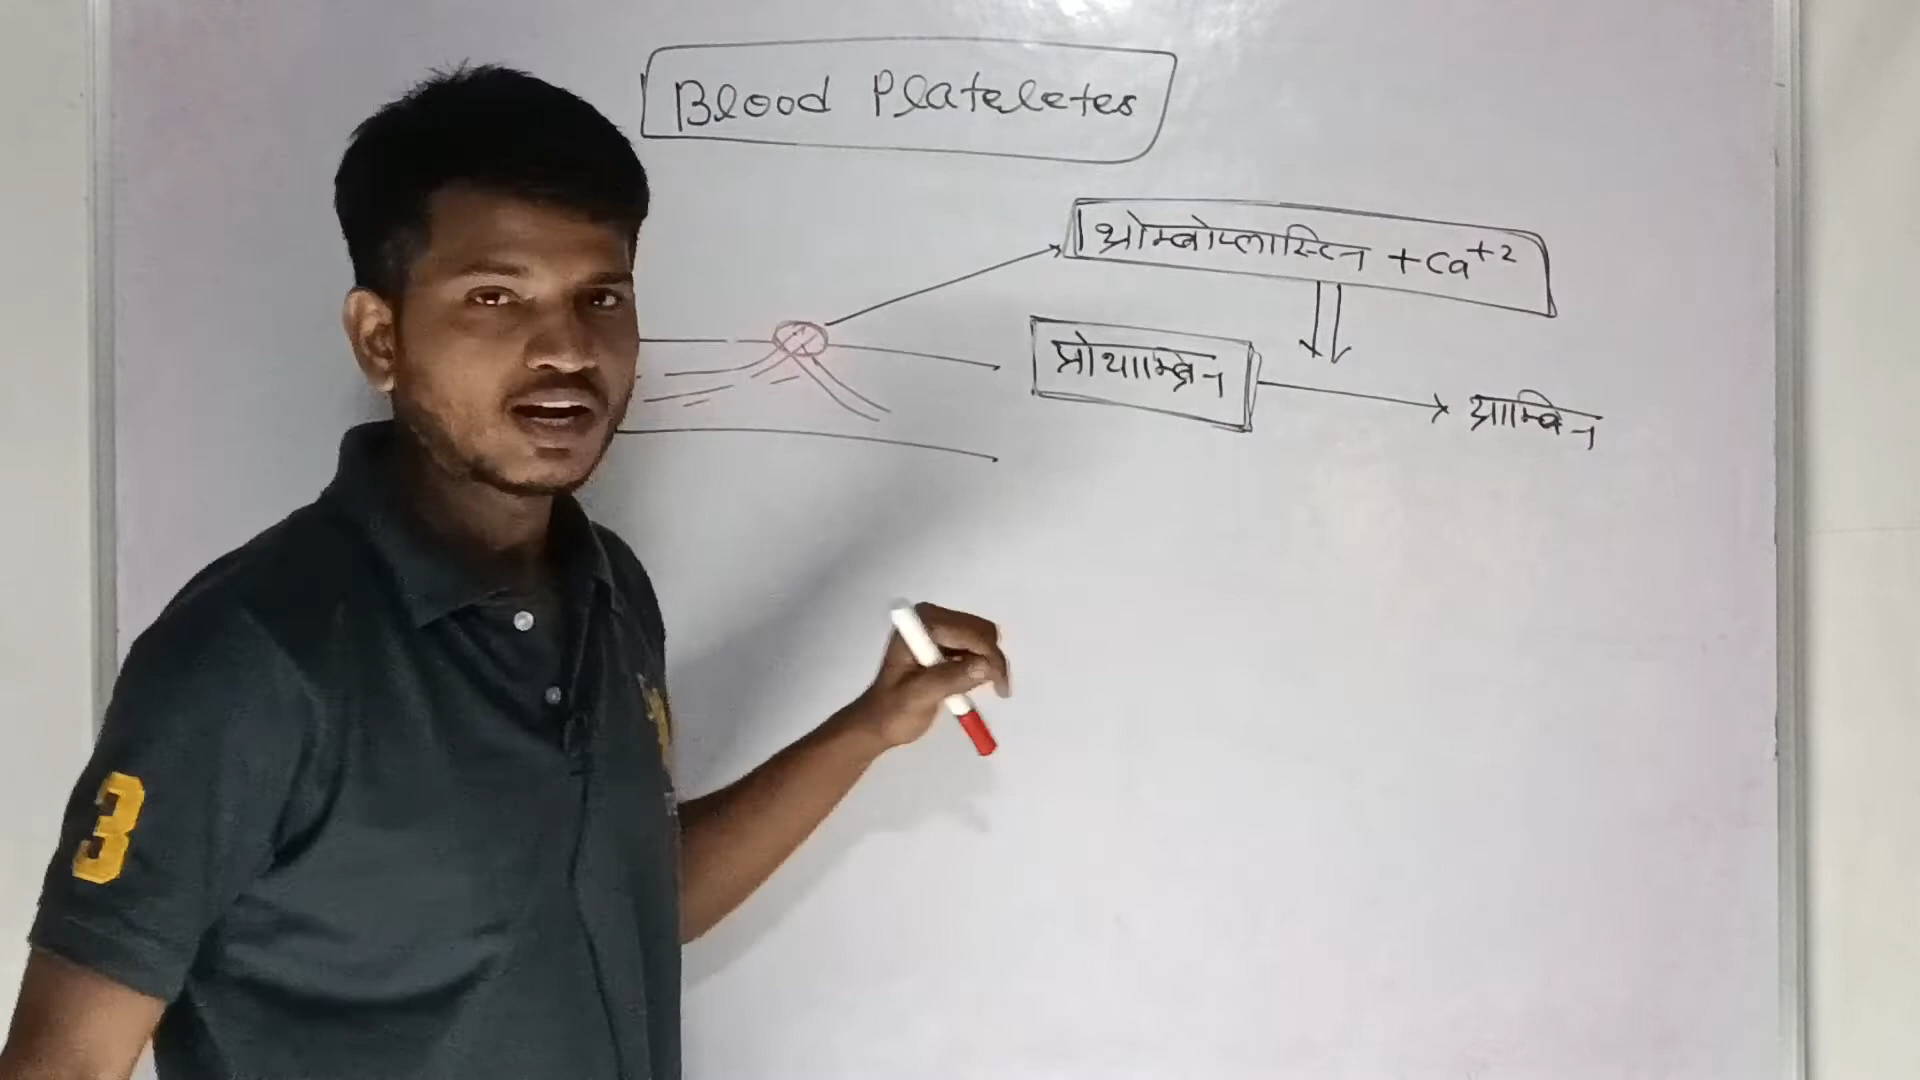 Blood Plateletes
थ्रोम्बोप्लास्टिन + Ca+2
प्रोथाम्ब्रिन
थ्राम्बिन
3